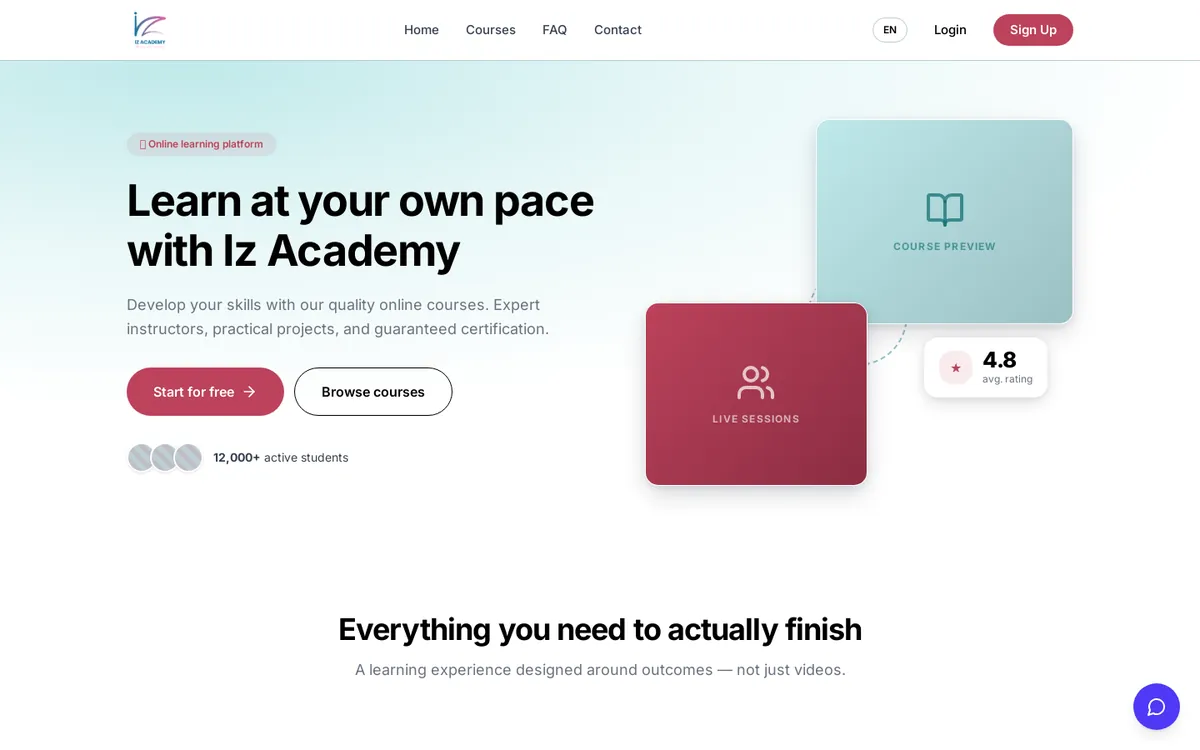 IZ ACADEMY
Home
Courses
FAQ
Contact
EN
Login
Sign Up
Online learning platform
Learn at your own pace
with Iz Academy
Develop your skills with our quality online courses. Expert
instructors, practical projects, and guaranteed certification.
Start for free
Browse courses
12,000+ active students
COURSE PREVIEW
LIVE SESSIONS
4.8
avg. rating
Everything you need to actually finish
A learning experience designed around outcomes — not just videos.